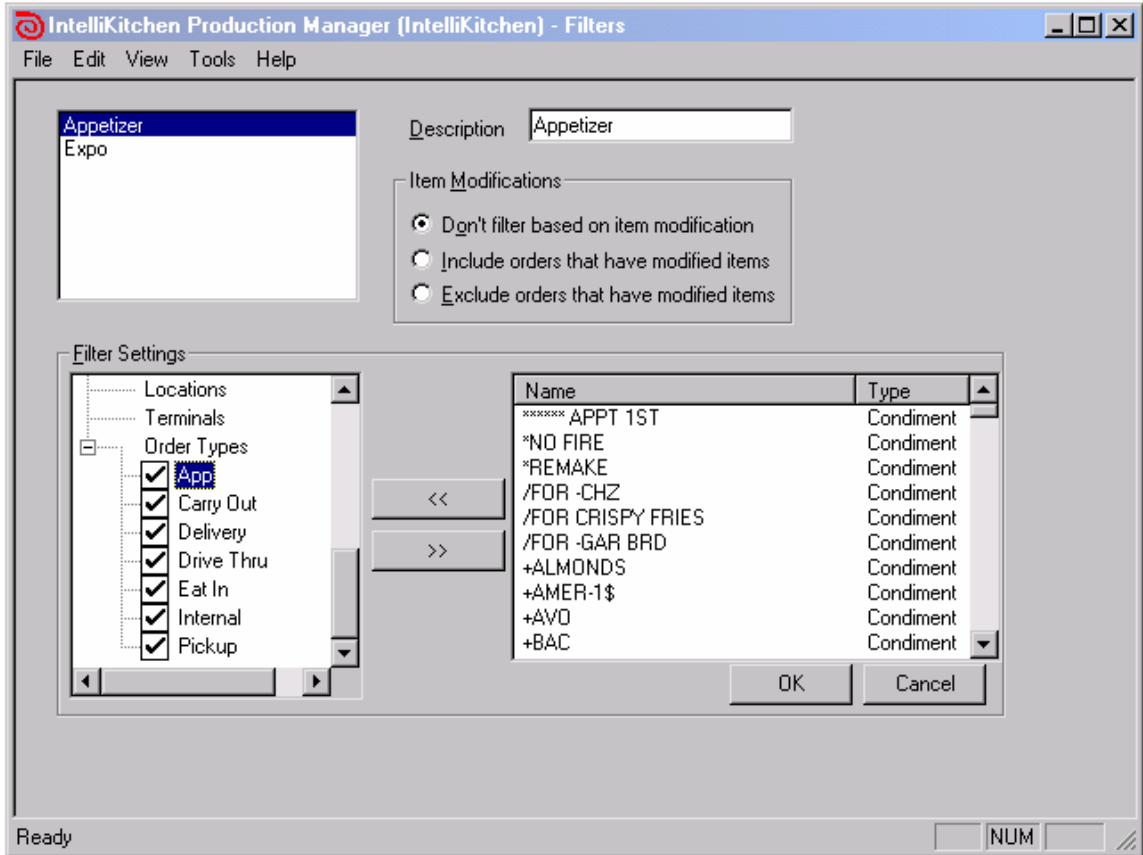 IntelliKitchen Production Manager (IntelliKitchen) - Filters
File Edit View Tools Help
Appetizer
Expo
Description Appetizer
Item Modifications
Don't filter based on item modification
Include orders that have modified items
Exclude orders that have modified items
Filter Settings
Locations
Terminals
Order Types
App
Carry Out
Delivery
Drive Thru
Eat In
Internal
Pickup
<<
>>
Name Type
****** APPT 1ST Condiment
*NO FIRE Condiment
*REMAKE Condiment
/FOR -CHZ Condiment
/FOR CRISPY FRIES Condiment
/FOR -GAR BRD Condiment
+ALMONDS Condiment
+AMER-1$ Condiment
+AVO Condiment
+BAC Condiment
OK Cancel
Ready NUM